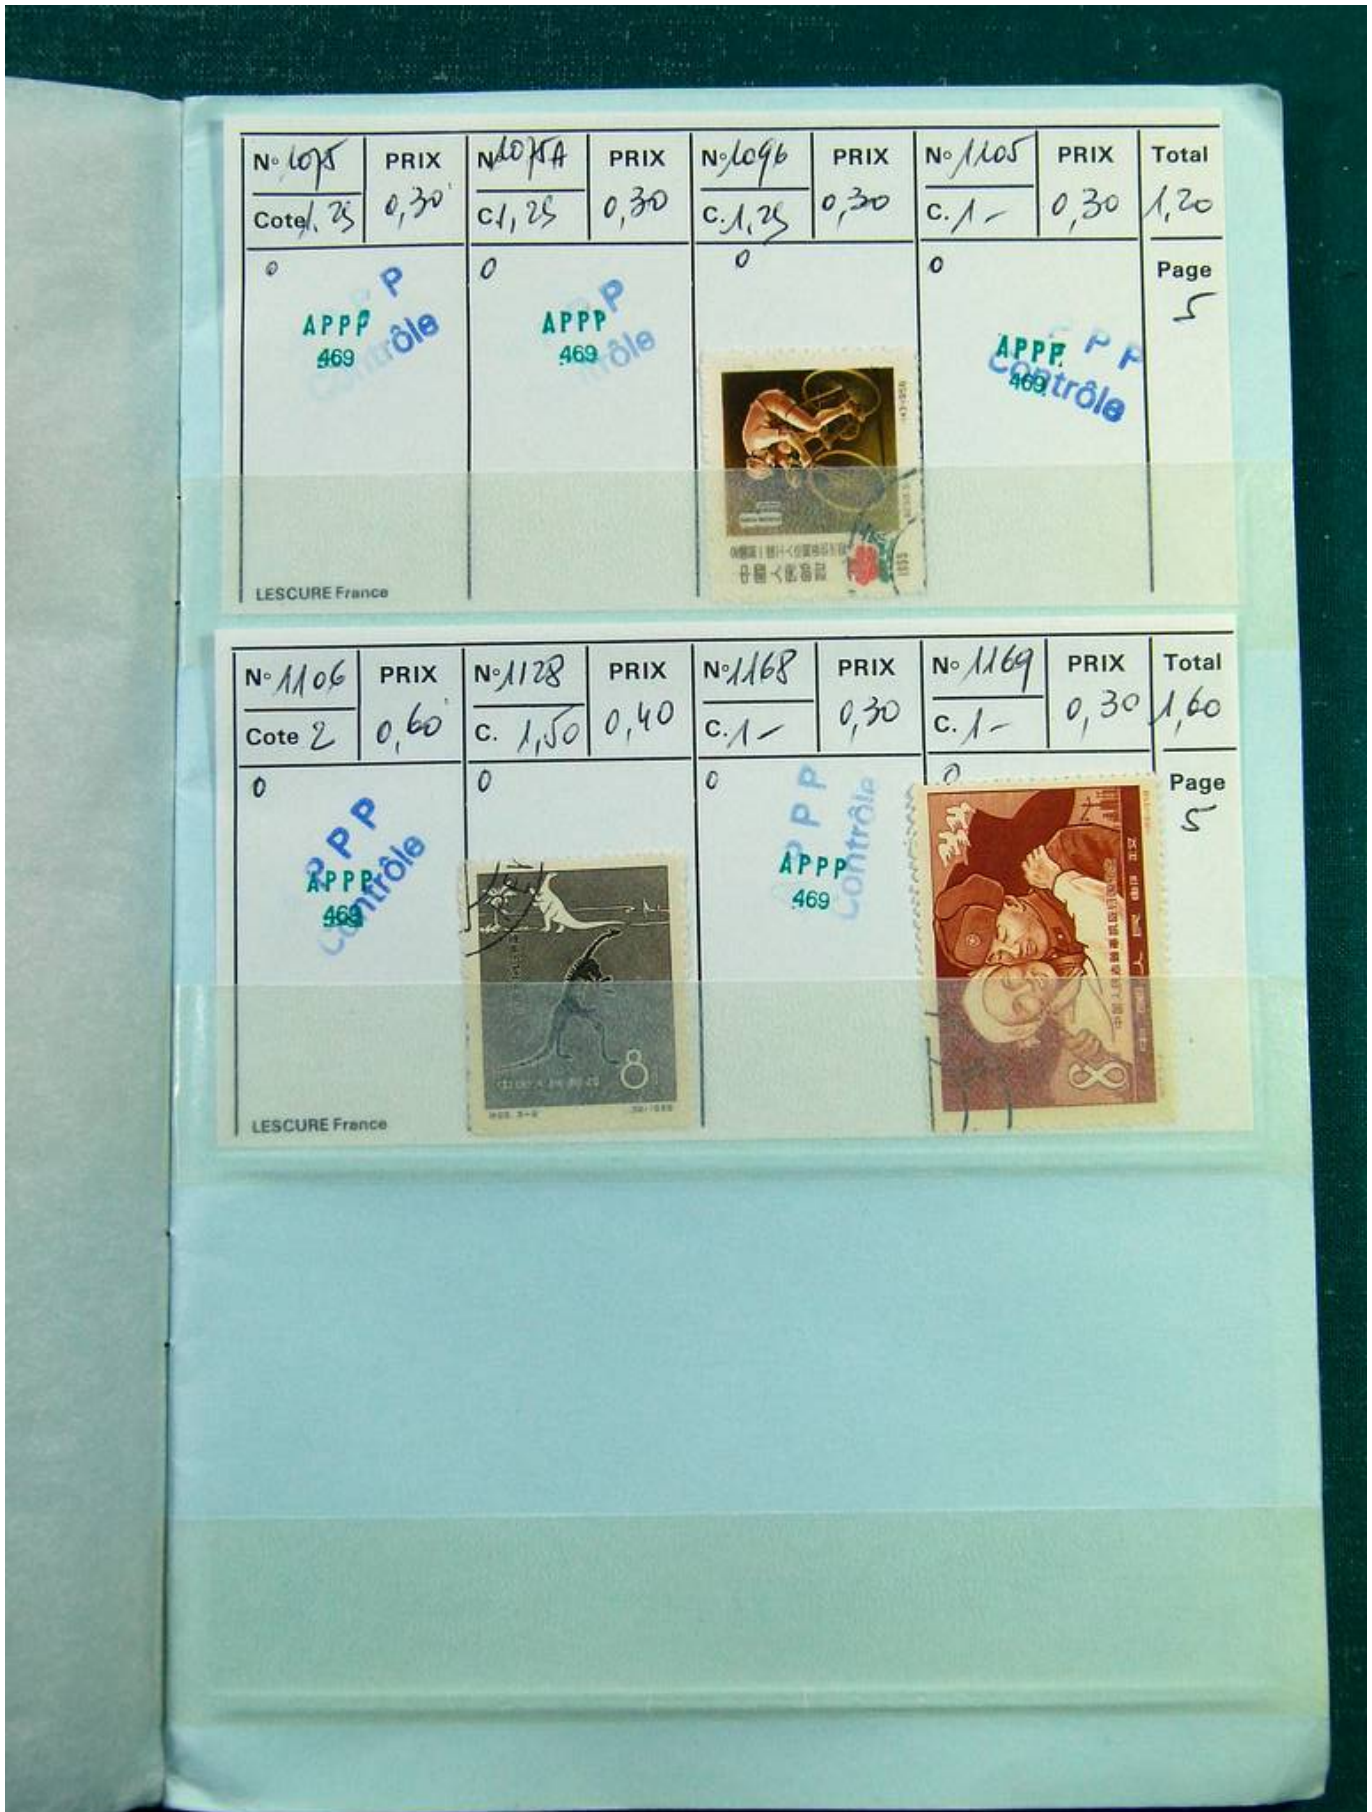 N° 1075 PRIX N° 1075A PRIX N° 1096 PRIX N° 1105 PRIX Total
Cote 1,25 0,30 C. 1,25 0,30 C. 1,25 0,30 C. 1 - 0,30 1,20
0 0 0 0 Page
5
P P P P P
APPP APPP APPP
469 Contrôle 469 trôle 469 Contrôle
1955
LESCURE France
N° 1106 PRIX N° 1128 PRIX N° 1168 PRIX N° 1169 PRIX Total
Cote 2 0,60 C. 1,50 0,40 C. 1 - 0,30 C. 1 - 0,30 1,60
0 0 0 0 Page
5
P P P P P P
Contrôle Contrôle
APPP APPP
469 469
8
8
LESCURE France